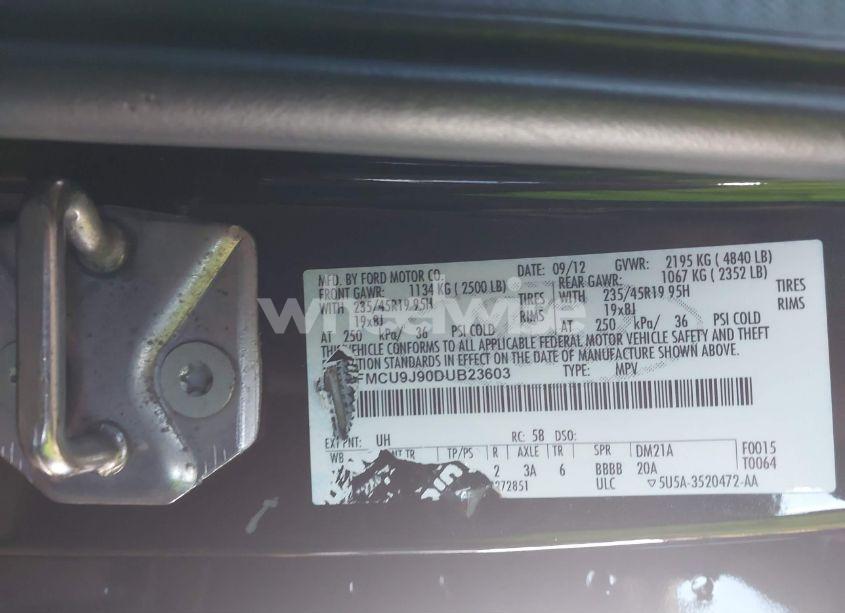 MFD. BY FORD MOTOR CO. DATE: 09/12 GVWR: 2195 KG ( 4840 LB)
FRONT GAWR: 1134 KG ( 2500 LB) REAR GAWR: 1067 KG ( 2352 LB)
WITH 235/45R19 95H TIRES WITH 235/45R19 95H TIRES
19x8J RIMS 19x8J RIMS
AT 250 kPa/ 36 PSI COLD AT 250 kPa/ 36 PSI COLD
THIS VEHICLE CONFORMS TO ALL APPLICABLE FEDERAL MOTOR VEHICLE SAFETY AND THEFT
STANDARDS IN EFFECT ON THE DATE OF MANUFACTURE SHOWN ABOVE.
FMCU9J90DUB23603 TYPE: MPV
EXT PNT: UH RC: 58 DSO:
WB TR TP/PS R AXLE TR SPR DM21A F0015
2 3A 6 BBBB 20A T0064
272851 ULC ▽5U5A-3520472-AA
wheelwise